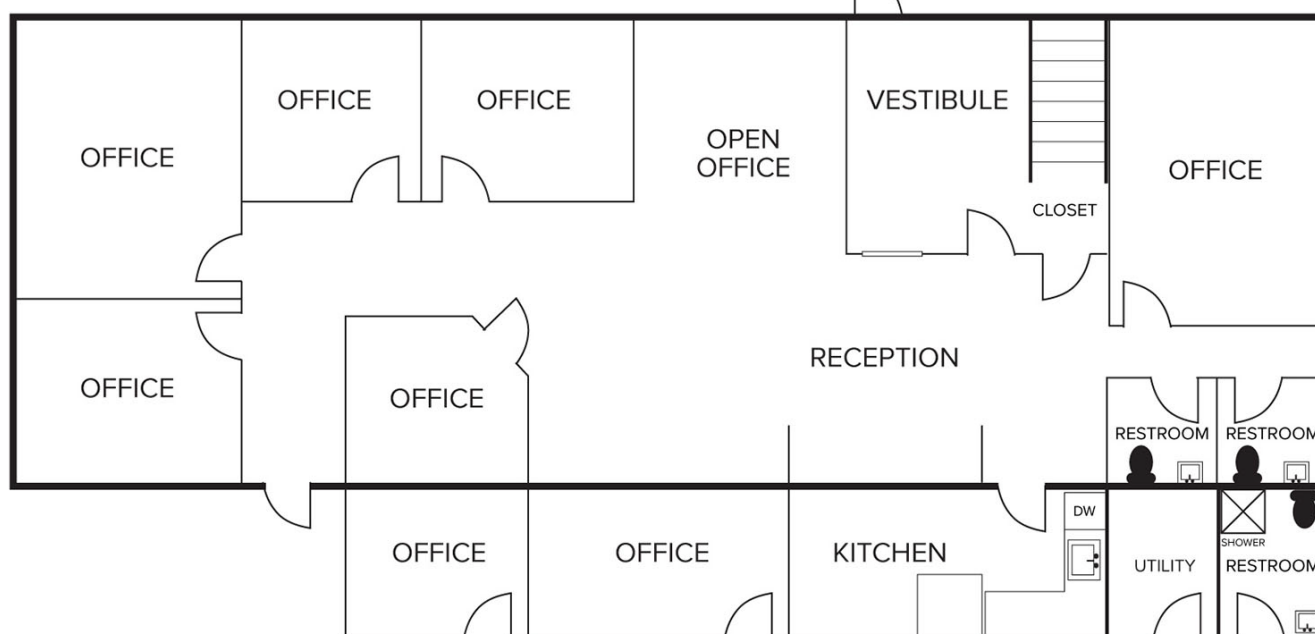 OFFICE
OFFICE
OFFICE
OPEN
OFFICE
VESTIBULE
CLOSET
OFFICE
OFFICE
OFFICE
RECEPTION
RESTROOM
RESTROOM
OFFICE
OFFICE
KITCHEN
DW
UTILITY
SHOWER
RESTROOM